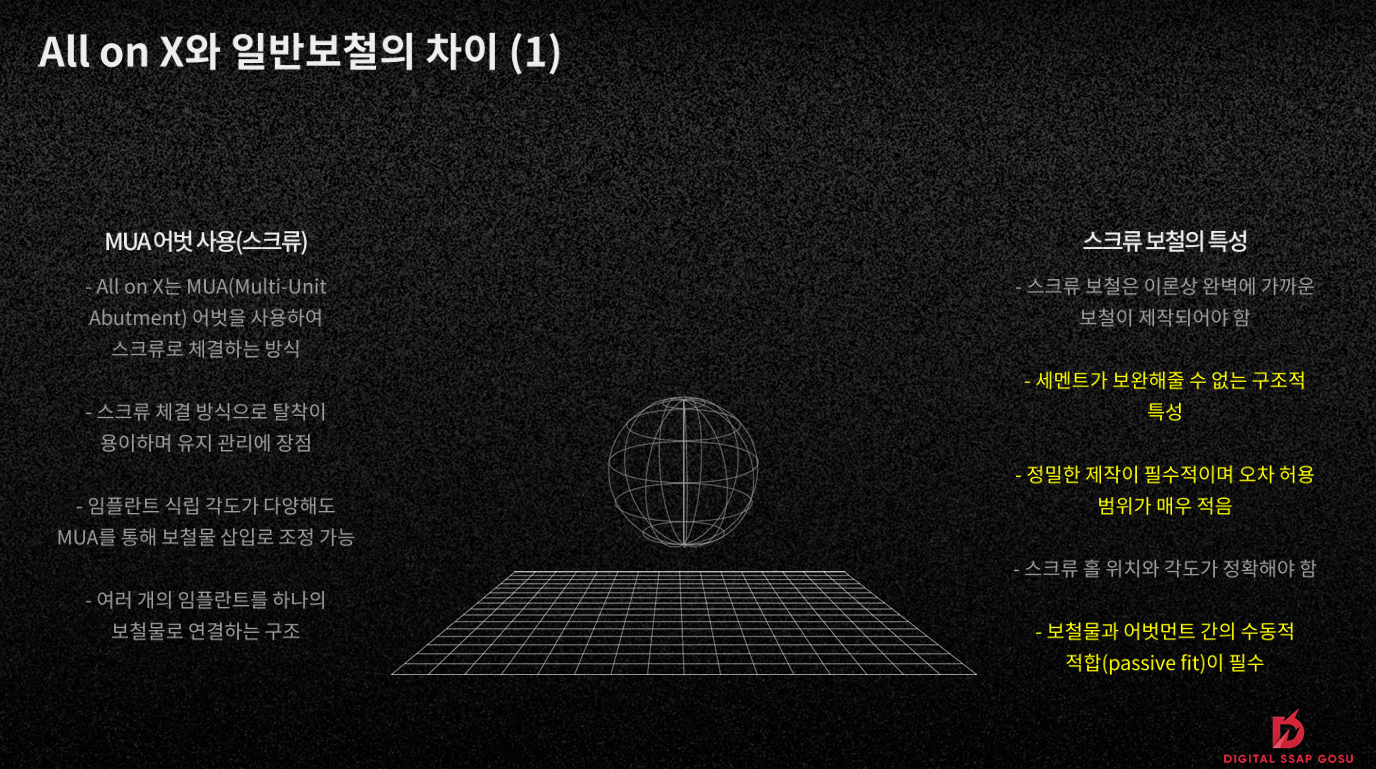 All on X와 일반보철의 차이 (1)
MUA 어벗 사용(스크류)
- All on X는 MUA(Multi-Unit
Abutment) 어벗을 사용하여
스크류로 체결하는 방식
- 스크류 체결 방식으로 탈착이
용이하며 유지 관리에 장점
- 임플란트 식립 각도가 다양해도
MUA를 통해 보철물 삽입로 조정 가능
- 여러 개의 임플란트를 하나의
보철물로 연결하는 구조
스크류 보철의 특성
- 스크류 보철은 이론상 완벽에 가까운
보철이 제작되어야 함
- 세멘트가 보완해줄 수 없는 구조적
특성
- 정밀한 제작이 필수적이며 오차 허용
범위가 매우 적음
- 스크류 홀 위치와 각도가 정확해야 함
- 보철물과 어벗먼트 간의 수동적
적합(passive fit)이 필수
DIGITAL SSAP GOSU